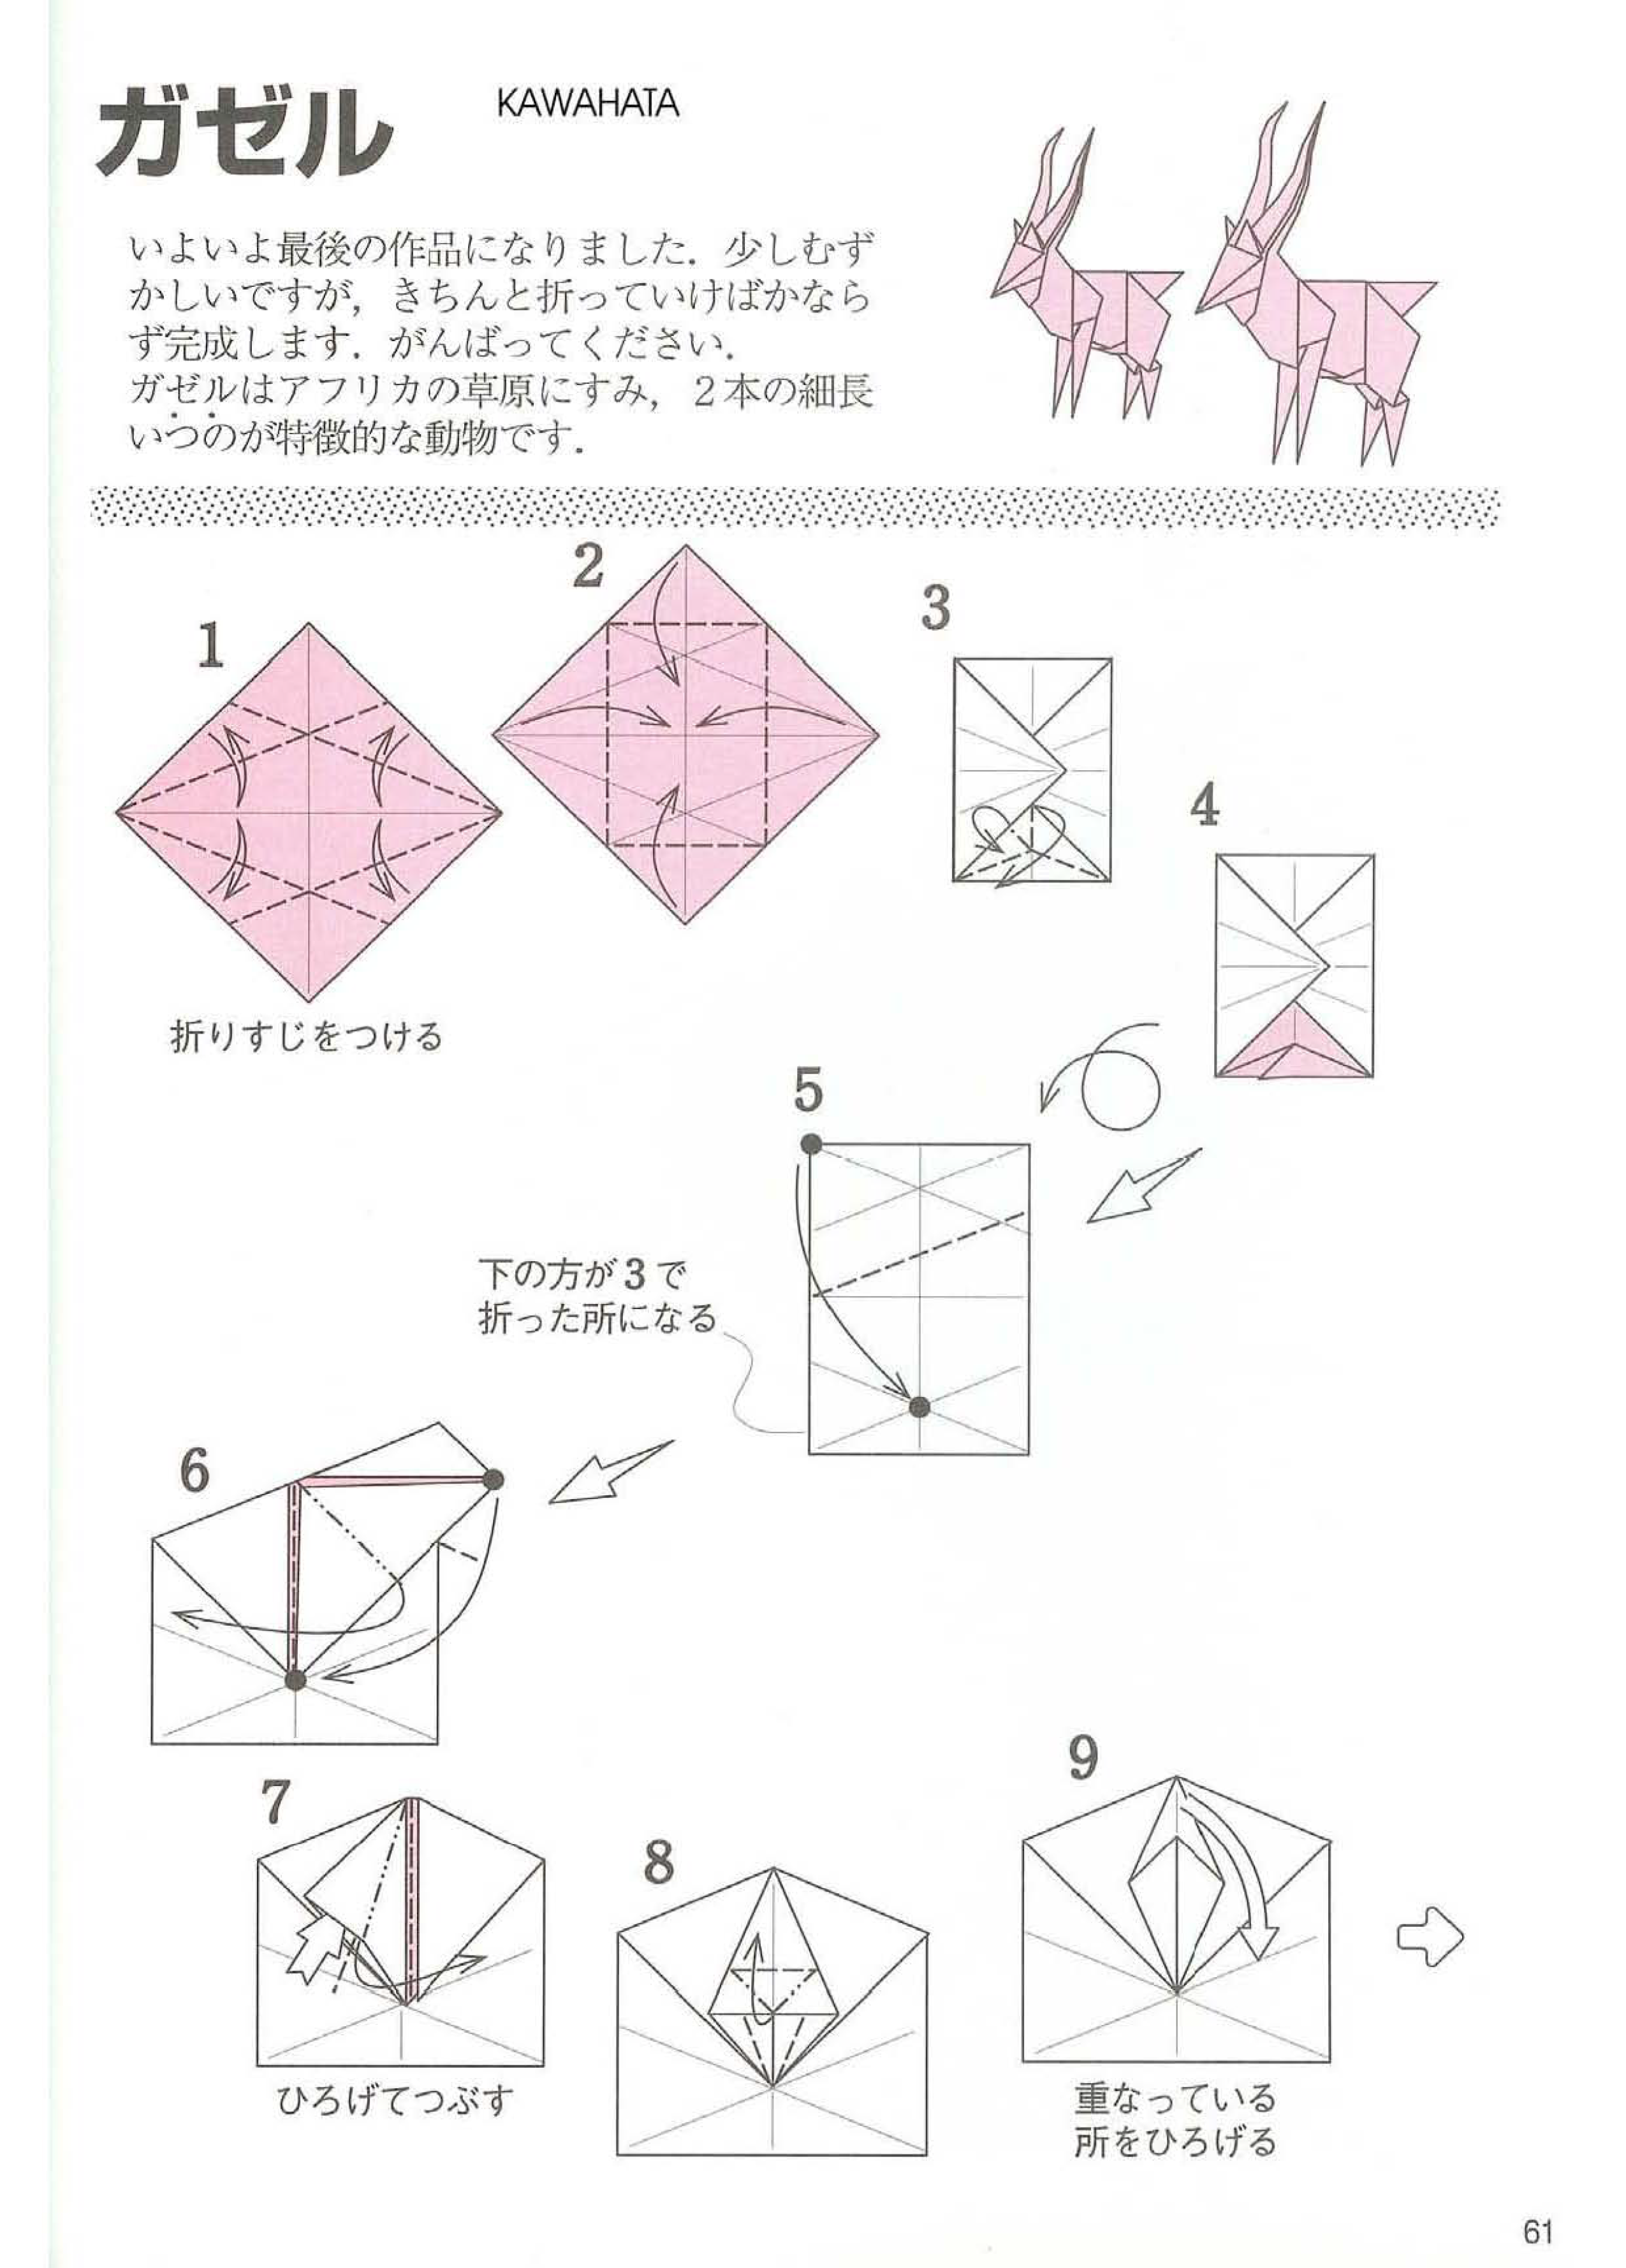 ガゼル
KAWAHATA
いよいよ最後の作品になりました．少しむず
かしいですが，きちんと折っていけばかなら
ず完成します．がんばってください．
ガゼルはアフリカの草原にすみ，２本の細長
いつのが特徴的な動物です．
1
2
3
4
折りすじをつける
5
下の方が3で
折った所になる
6
7
8
9
ひろげてつぶす
重なっている
所をひろげる
61